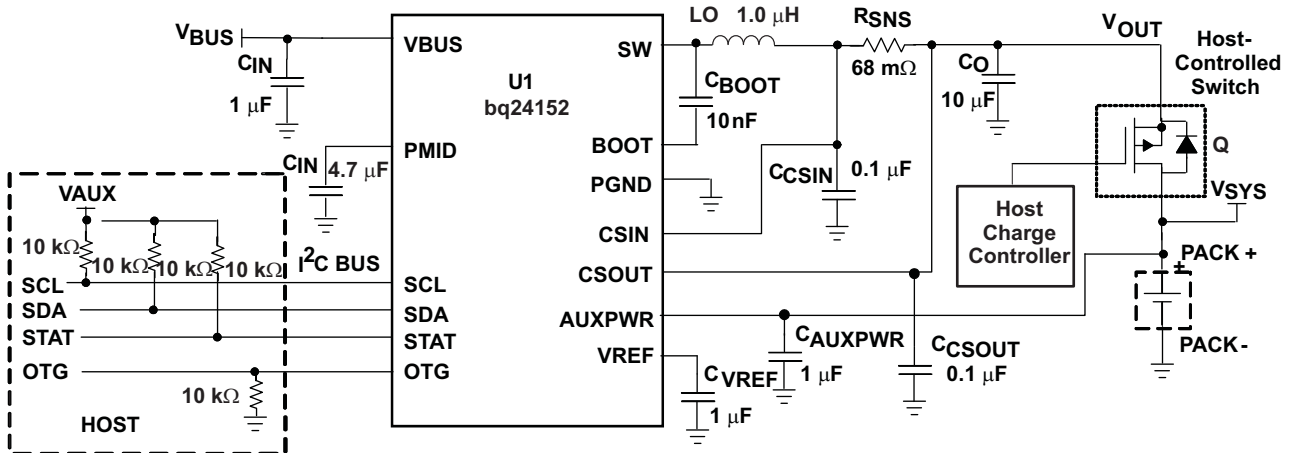 VBUS
CIN
1 μF
VBUS
U1
bq24152
SW
LO 1.0 μH
RSNS
68 mΩ
VOUT
Host-
Controlled
Switch
CBOOT
10nF
CO
10 μF
PMID
CIN
4.7 μF
BOOT
PGND
CCSIN
0.1 μF
Q
VSYS
Host
Charge
Controller
VAUX
10 kΩ
10 kΩ
10 kΩ
10 kΩ
I2C BUS
CSIN
CSOUT
PACK +
+
SCL
SCL
SDA
SDA
STAT
STAT
OTG
OTG
AUXPWR
VREF
CAUXPWR
1 μF
CCSOUT
0.1 μF
PACK -
CVREF
1 μF
10 kΩ
HOST